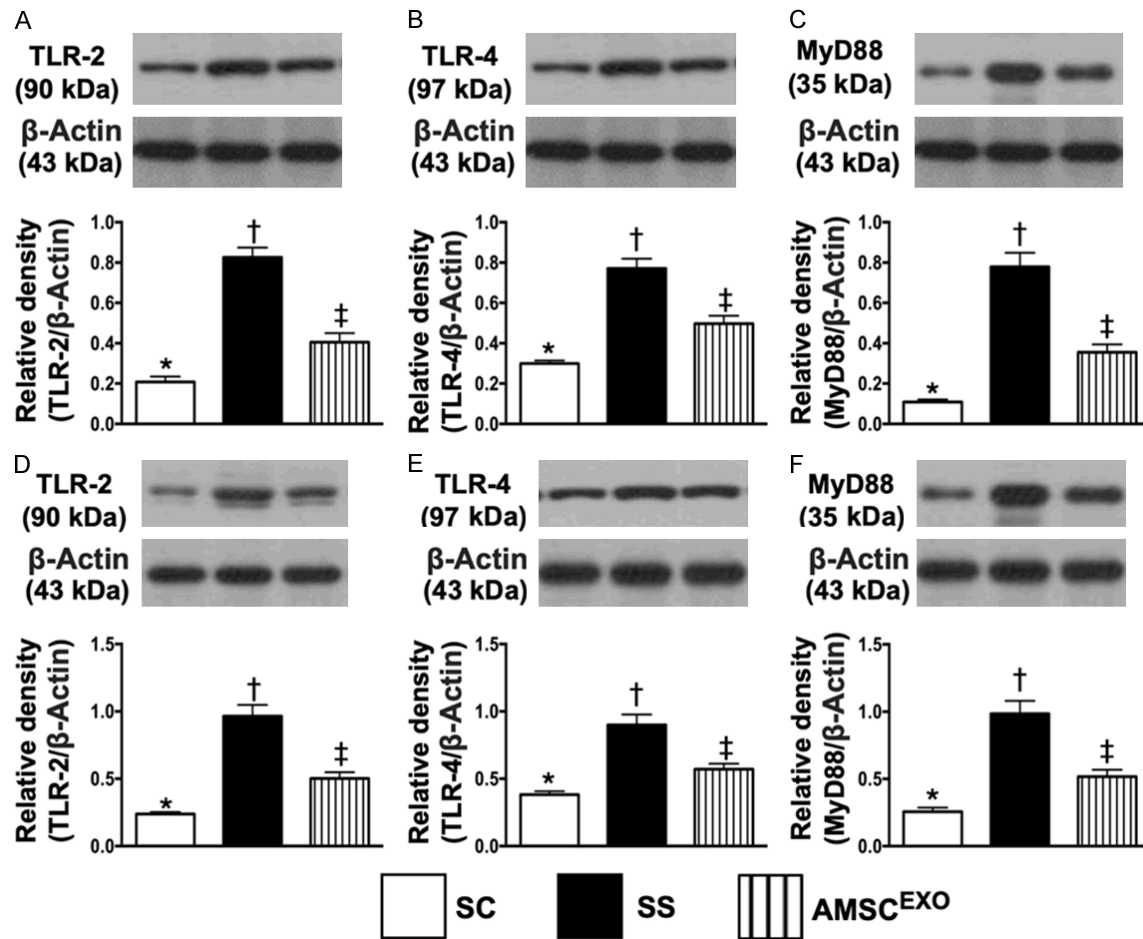 A
TLR-2
(90 kDa)
β-Actin
(43 kDa)
Relative density
(TLR-2/β-Actin)
1.0
0.8
0.6
0.4
0.2
0.0
*
†
‡
B
TLR-4
(97 kDa)
β-Actin
(43 kDa)
Relative density
(TLR-4/β-Actin)
1.0
0.8
0.6
0.4
0.2
0.0
*
†
‡
C
MyD88
(35 kDa)
β-Actin
(43 kDa)
Relative density
(MyD88/β-Actin)
1.0
0.8
0.6
0.4
0.2
0.0
*
†
‡
D
TLR-2
(90 kDa)
β-Actin
(43 kDa)
Relative density
(TLR-2/β-Actin)
1.5
1.0
0.5
0.0
*
†
‡
E
TLR-4
(97 kDa)
β-Actin
(43 kDa)
Relative density
(TLR-4/β-Actin)
1.5
1.0
0.5
0.0
*
†
‡
F
MyD88
(35 kDa)
β-Actin
(43 kDa)
Relative density
(MyD88/β-Actin)
1.5
1.0
0.5
0.0
*
†
‡
SC
SS
AMSC^EXO